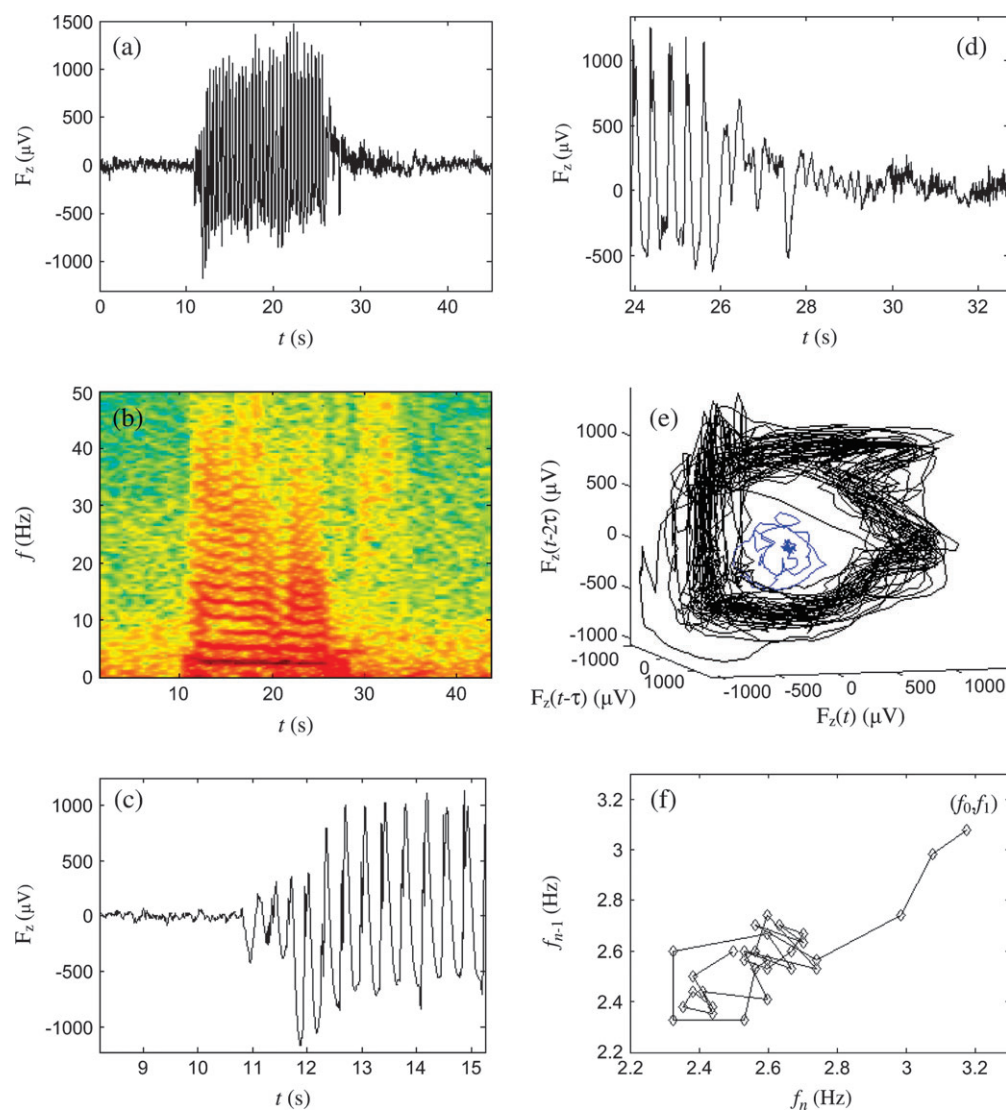 (a)
1500
1000
500
0
-500
-1000
F_z (µV)
0 10 20 30 40
t (s)
(d)
1000
500
0
-500
F_z (µV)
24 26 28 30 32
t (s)
(b)
50
40
30
20
10
0
f (Hz)
10 20 30 40
t (s)
(e)
1000
500
0
-500
-1000
F_z(t-2τ) (µV)
-1000
0
1000
F_z(t-τ) (µV)
-1000 -500 0 500 1000
F_z(t) (µV)
(c)
1000
500
0
-500
-1000
F_z (µV)
9 10 11 12 13 14 15
t (s)
(f)
(f_0,f_1)
3.2
3
2.8
2.6
2.4
2.2
f_{n-1} (Hz)
2.2 2.4 2.6 2.8 3 3.2
f_n (Hz)